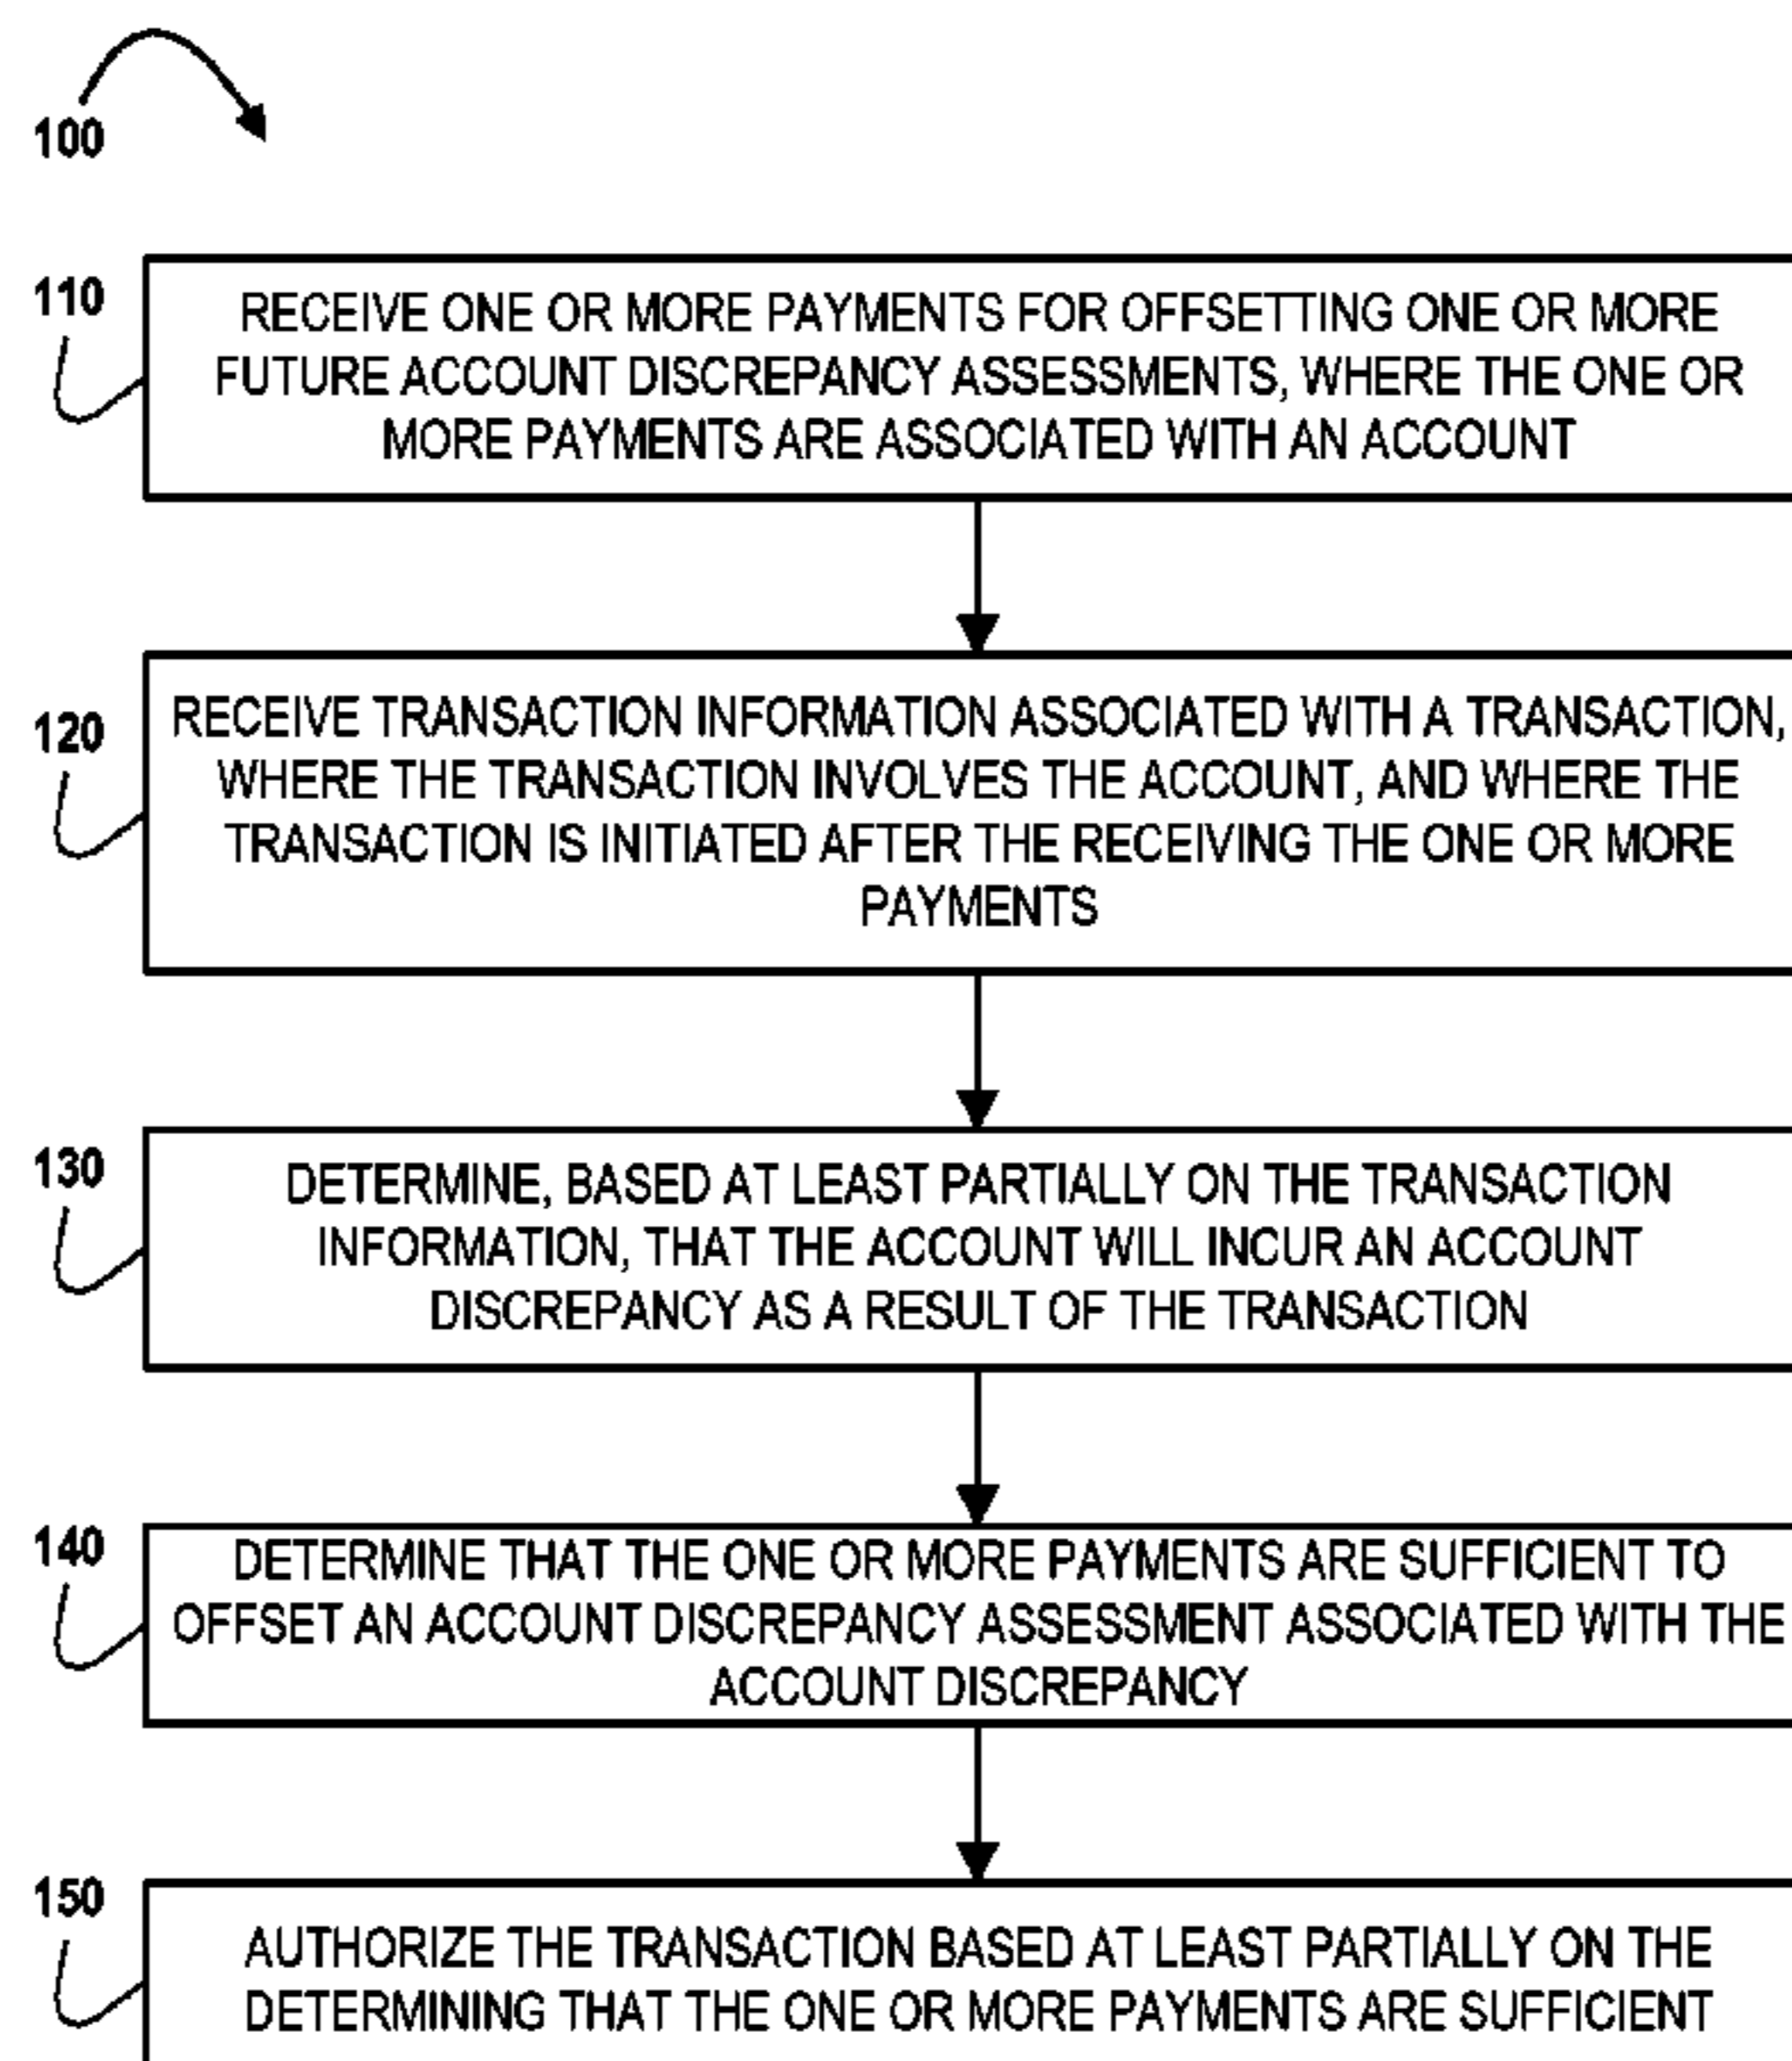 100
110
RECEIVE ONE OR MORE PAYMENTS FOR OFFSETTING ONE OR MORE
FUTURE ACCOUNT DISCREPANCY ASSESSMENTS, WHERE THE ONE OR
MORE PAYMENTS ARE ASSOCIATED WITH AN ACCOUNT
120
RECEIVE TRANSACTION INFORMATION ASSOCIATED WITH A TRANSACTION,
WHERE THE TRANSACTION INVOLVES THE ACCOUNT, AND WHERE THE
TRANSACTION IS INITIATED AFTER THE RECEIVING THE ONE OR MORE
PAYMENTS
130
DETERMINE, BASED AT LEAST PARTIALLY ON THE TRANSACTION
INFORMATION, THAT THE ACCOUNT WILL INCUR AN ACCOUNT
DISCREPANCY AS A RESULT OF THE TRANSACTION
140
DETERMINE THAT THE ONE OR MORE PAYMENTS ARE SUFFICIENT TO
OFFSET AN ACCOUNT DISCREPANCY ASSESSMENT ASSOCIATED WITH THE
ACCOUNT DISCREPANCY
150
AUTHORIZE THE TRANSACTION BASED AT LEAST PARTIALLY ON THE
DETERMINING THAT THE ONE OR MORE PAYMENTS ARE SUFFICIENT